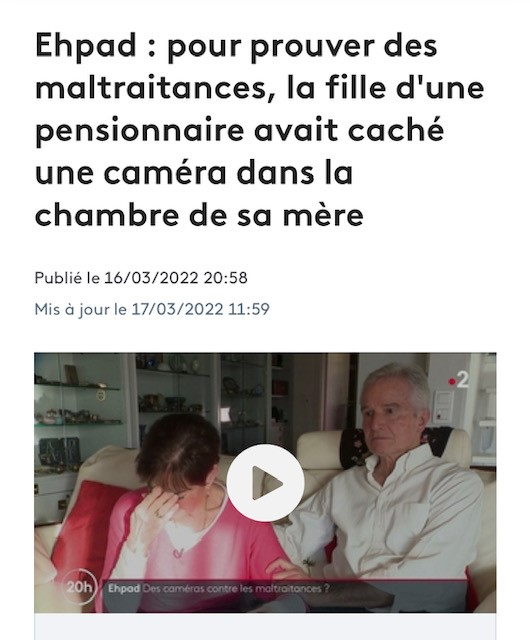 Ehpad : pour prouver des
maltraitances, la fille d'une
pensionnaire avait caché
une caméra dans la
chambre de sa mère
Publié le 16/03/2022 20:58
Mis à jour le 17/03/2022 11:59
2
20h Ehpad Des caméras contre les maltraitances ?